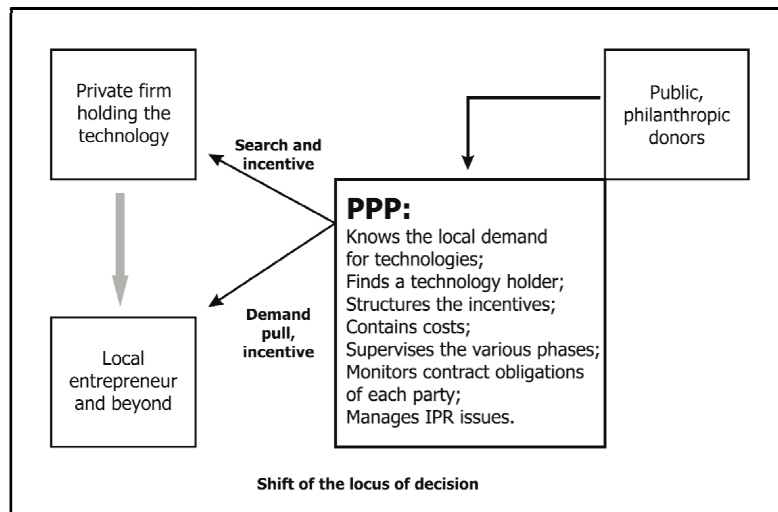 Private firm
holding the
technology
Public,
philanthropic
donors
Search and
incentive
PPP:
Knows the local demand
for technologies;
Finds a technology holder;
Structures the incentives;
Contains costs;
Supervises the various phases;
Monitors contract obligations
of each party;
Manages IPR issues.
Demand
pull,
incentive
Local
entrepreneur
and beyond
Shift of the locus of decision